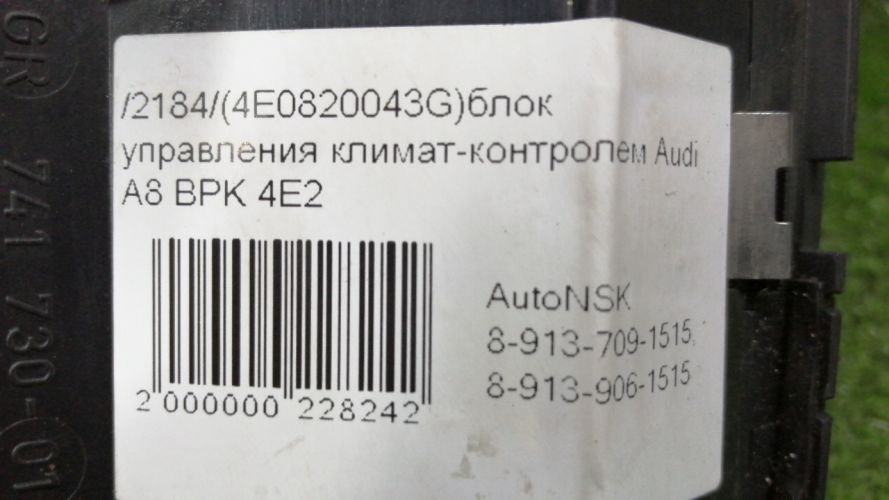 /2184/(4E0820043G)блок
управления климат-контролем Audi
A8 BPK 4E2
AutoNSK
8-913-709-1515,
8-913-906-1515
2 000000 228242
GR 741 730-01